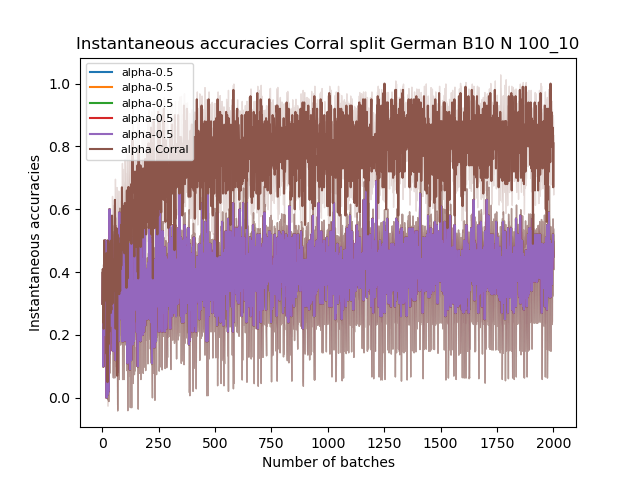 Instantaneous accuracies Corral split German B10 N 100_10
alpha-0.5
alpha-0.5
alpha-0.5
alpha-0.5
alpha-0.5
alpha Corral
1.0
0.8
0.6
0.4
0.2
0.0
Instantaneous accuracies
0 250 500 750 1000 1250 1500 1750 2000
Number of batches